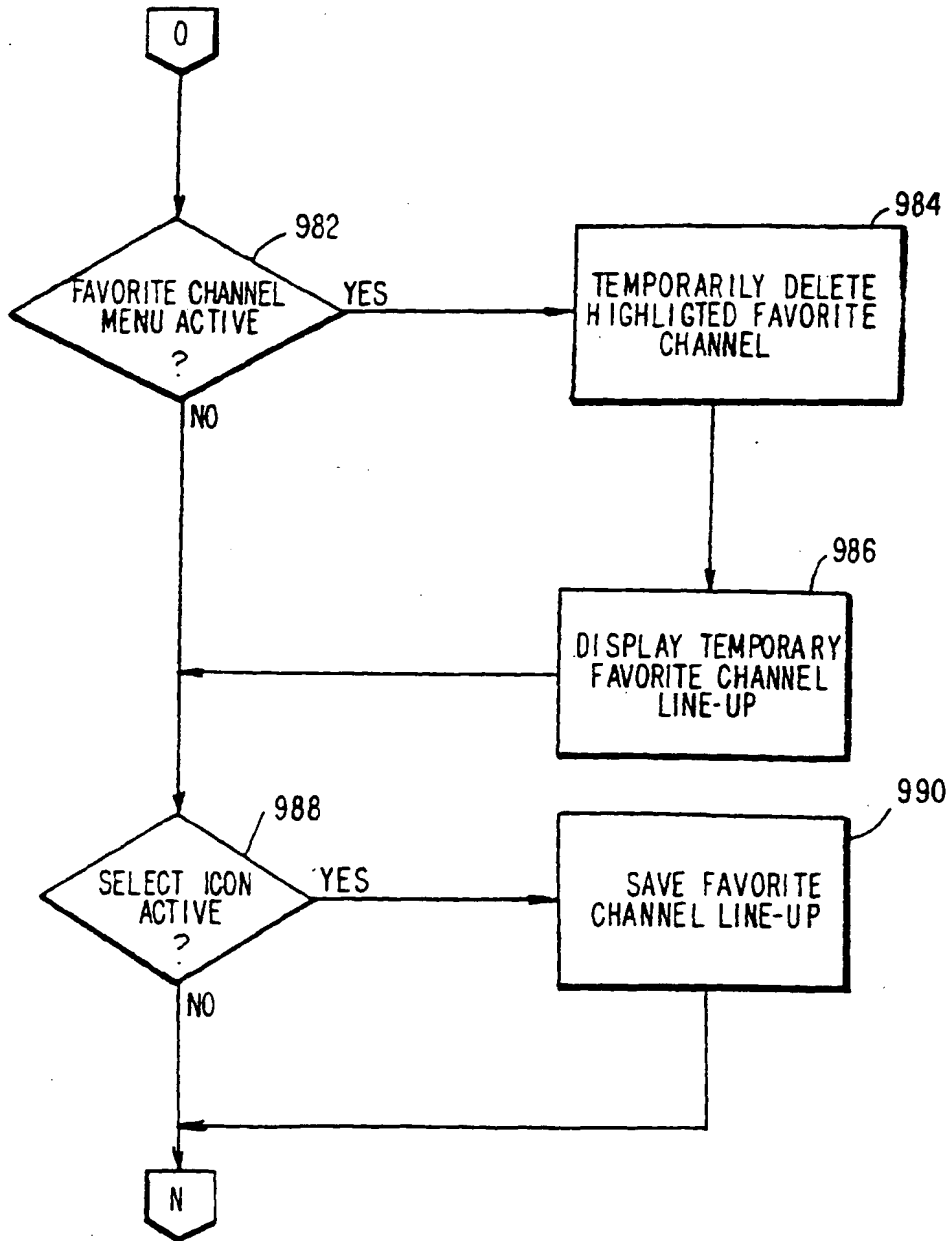 O
982
FAVORITE CHANNEL
MENU ACTIVE
?
YES
NO
984
TEMPORARILY DELETE
HIGHLIGTED FAVORITE
CHANNEL
986
DISPLAY TEMPORARY
FAVORITE CHANNEL
LINE-UP
988
SELECT ICON
ACTIVE
?
YES
NO
990
SAVE FAVORITE
CHANNEL LINE-UP
N